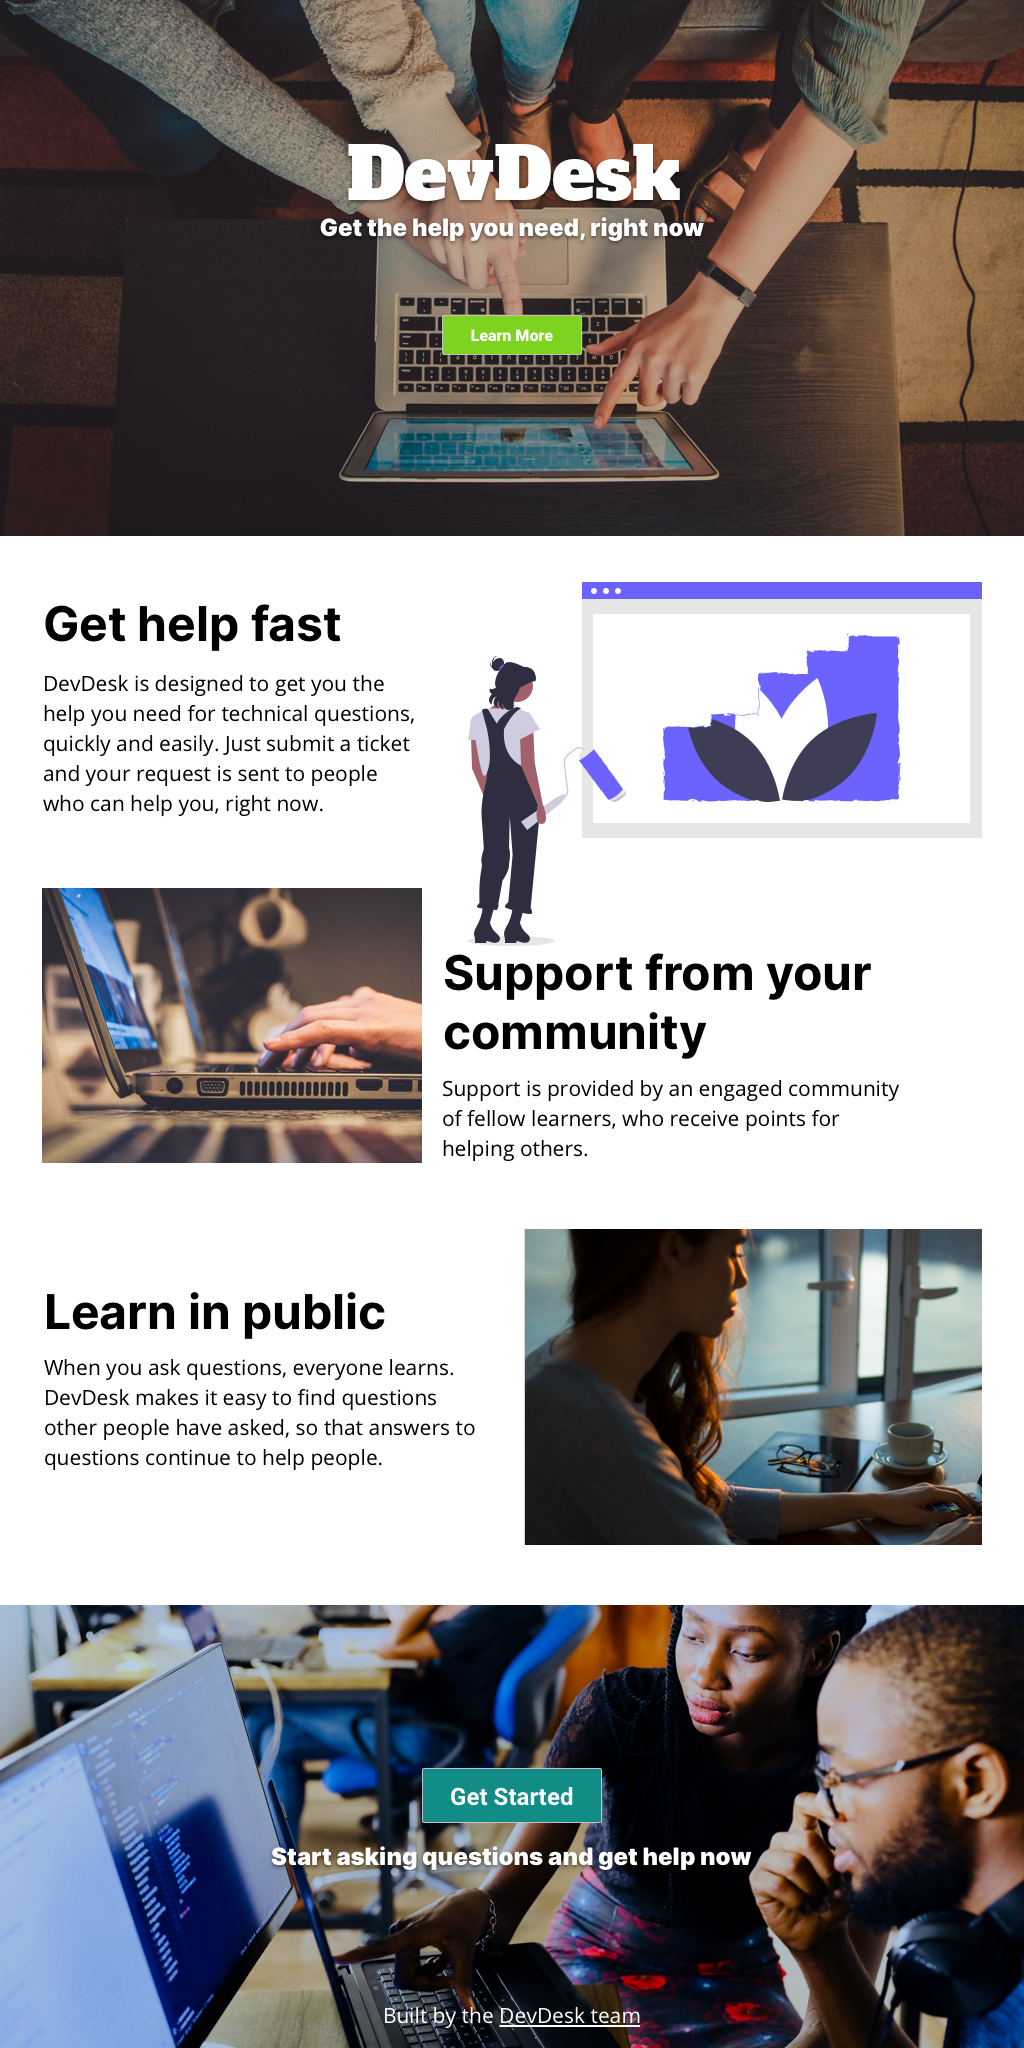 DevDesk
Get the help you need, right now
Learn More
Get help fast
DevDesk is designed to get you the
help you need for technical questions,
quickly and easily. Just submit a ticket
and your request is sent to people
who can help you, right now.
Support from your
community
Support is provided by an engaged community
of fellow learners, who receive points for
helping others.
Learn in public
When you ask questions, everyone learns.
DevDesk makes it easy to find questions
other people have asked, so that answers to
questions continue to help people.
Get Started
Start asking questions and get help now
Built by the DevDesk team